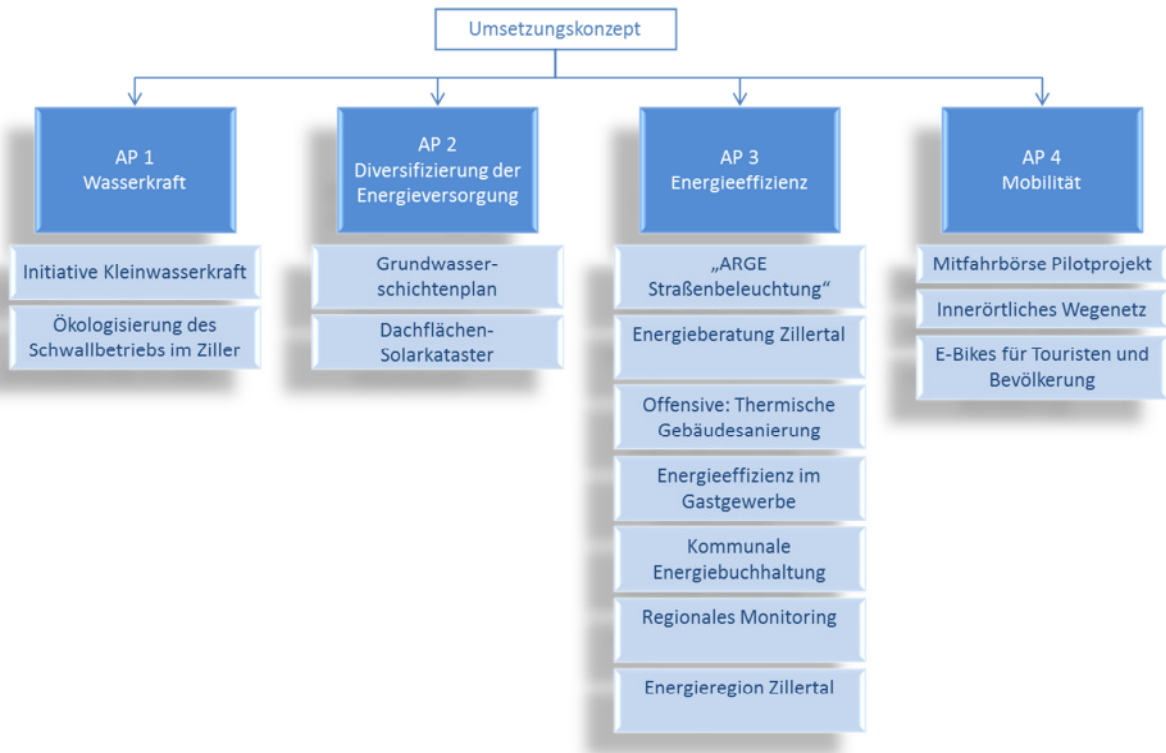 Umsetzungskonzept
AP 1
Wasserkraft
Initiative Kleinwasserkraft
Ökologisierung des
Schwallbetriebs im Ziller
AP 2
Diversifizierung der
Energieversorgung
Grundwasser-
schichtenplan
Dachflächen-
Solarkataster
AP 3
Energieeffizienz
„ARGE
Straßenbeleuchtung“
Energieberatung Zillertal
Offensive: Thermische
Gebäudesanierung
Energieeffizienz im
Gastgewerbe
Kommunale
Energiebuchhaltung
Regionales Monitoring
Energieregion Zillertal
AP 4
Mobilität
Mitfahrbörse Pilotprojekt
Innerörtliches Wegenetz
E-Bikes für Touristen und
Bevölkerung